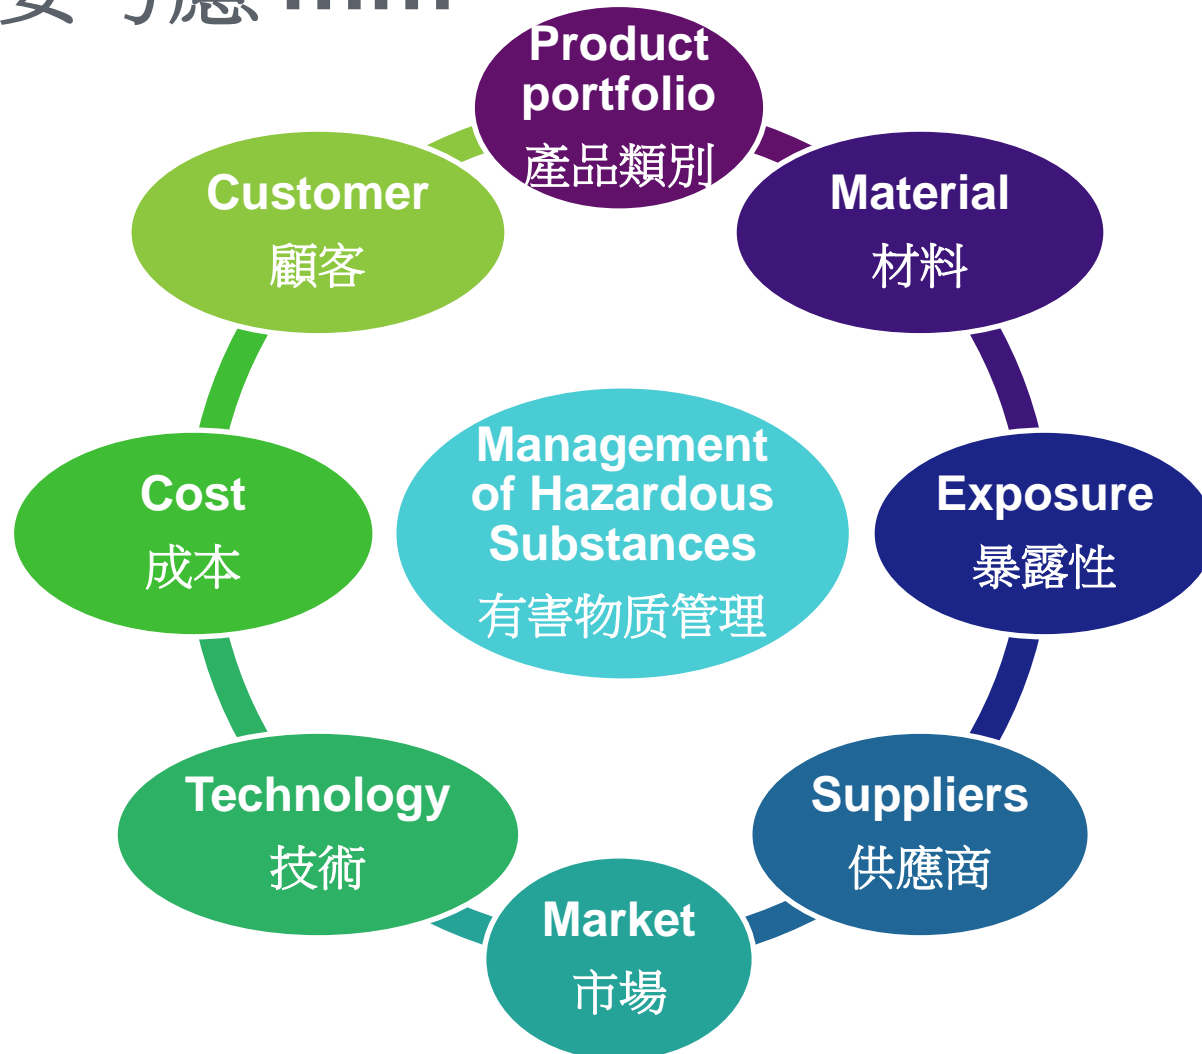 Product
portfolio
產品類別
Customer
顧客
Material
材料
Cost
成本
Management
of Hazardous
Substances
有害物质管理
Exposure
暴露性
Technology
技術
Suppliers
供應商
Market
市場